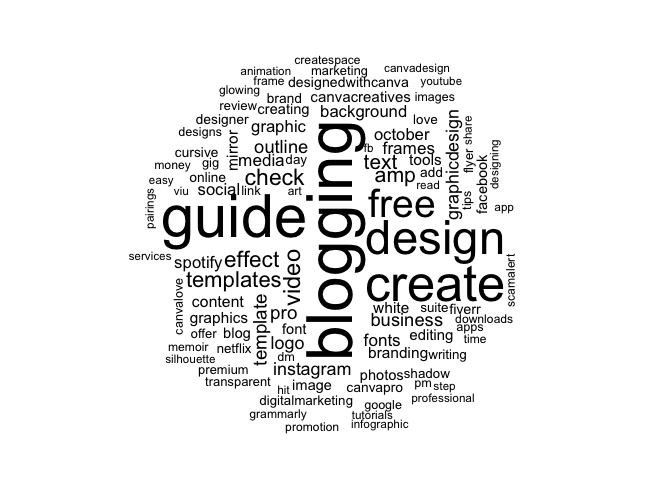 createspace
animation marketing canvadesign
frame designedwithcanva youtube
glowing
brand canvacreatives images
review creating background
designer graphic love
designs october
mirror outline fb frames
cursive media day text tools
money gig check amp add
easy online read
viu social link art
pairings guide blogging free
graphicdesign share flyer tips facebook designing
app
design
services spotify effect
templates video create scamalert
canvalove content white suite fiverr
graphics pro business downloads
offer blog template font editing apps
memoir netflix logo fonts time
silhouette dm branding writing
premium instagram photos shadow
transparent hit image canvapro pm step
digitalmarketing google professional
grammarly tutorials
promotion infographic